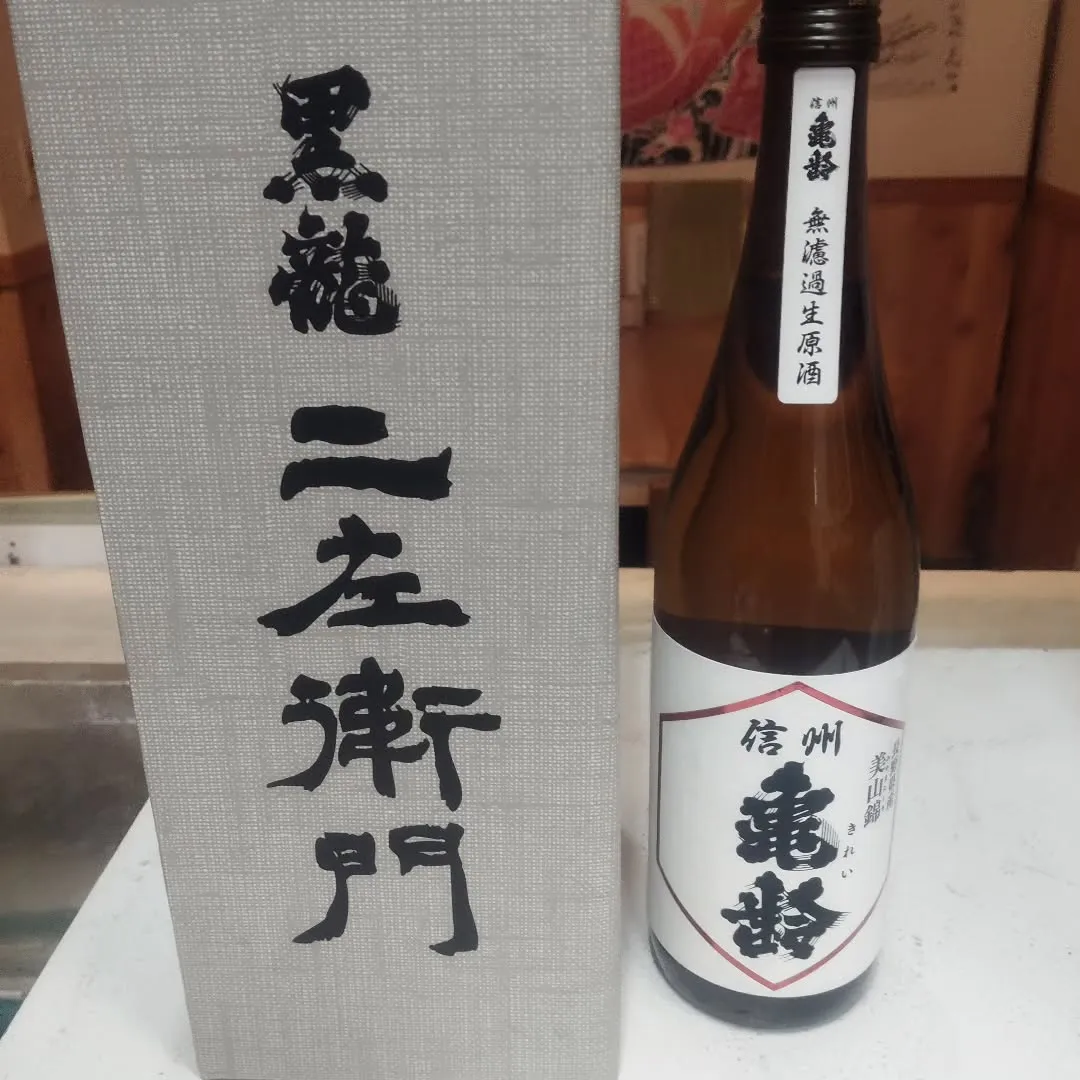 黒龍
二左衛門
信州
亀齢
無濾過生原酒
信州
亀齢
きれい
美山錦